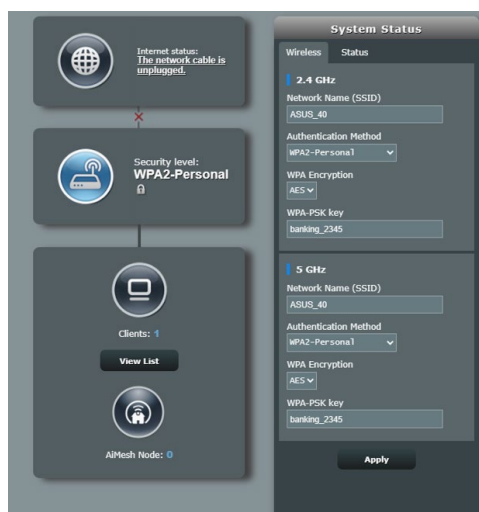 Internet status:
The network cable is
unplugged.
Security level:
WPA2-Personal
Clients: 1
View List
AiMesh Node: 0
System Status
Wireless Status
2.4 GHz
Network Name (SSID)
ASUS_40
Authentication Method
WPA2-Personal
WPA Encryption
AES
WPA-PSK key
banking_2345
5 GHz
Network Name (SSID)
ASUS_40
Authentication Method
WPA2-Personal
WPA Encryption
AES
WPA-PSK key
banking_2345
Apply